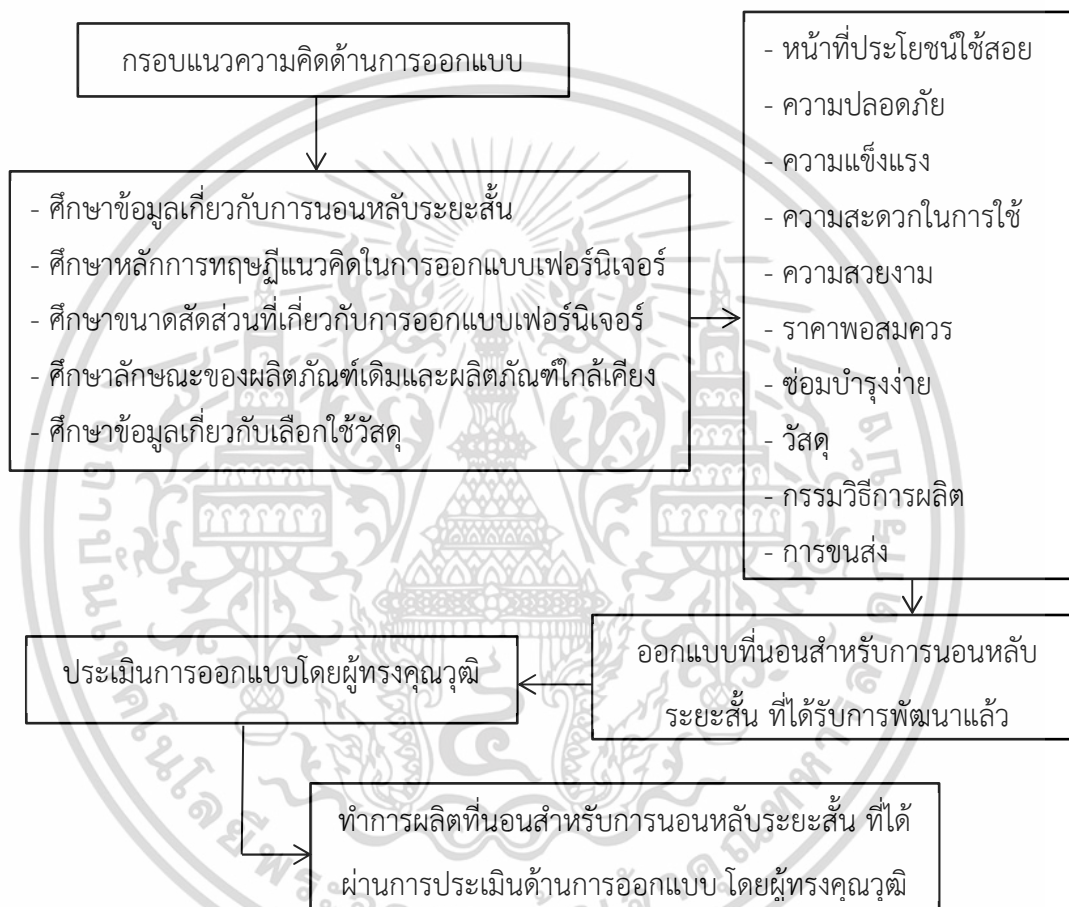 กรอบแนวความคิดด้านการออกแบบ
- ศึกษาข้อมูลเกี่ยวกับการนอนหลับระยะสั้น
- ศึกษาหลักการทฤษฎีแนวคิดในการออกแบบเฟอร์นิเจอร์
- ศึกษาขนาดสัดส่วนที่เกี่ยวกับการออกแบบเฟอร์นิเจอร์
- ศึกษาลักษณะของผลิตภัณฑ์เดิมและผลิตภัณฑ์ใกล้เคียง
- ศึกษาข้อมูลเกี่ยวกับเลือกใช้วัสดุ
- หน้าที่ประโยชน์ใช้สอย
- ความปลอดภัย
- ความแข็งแรง
- ความสะดวกในการใช้
- ความสวยงาม
- ราคาพอสมควร
- ซ่อมบำรุงง่าย
- วัสดุ
- กรรมวิธีการผลิต
- การขนส่ง
ออกแบบที่นอนสำหรับการนอนหลับ
ระยะสั้น ที่ได้รับการพัฒนาแล้ว
ประเมินการออกแบบโดยผู้ทรงคุณวุฒิ
ทำการผลิตที่นอนสำหรับการนอนหลับระยะสั้น ที่ได้
ผ่านการประเมินด้านการออกแบบ โดยผู้ทรงคุณวุฒิ